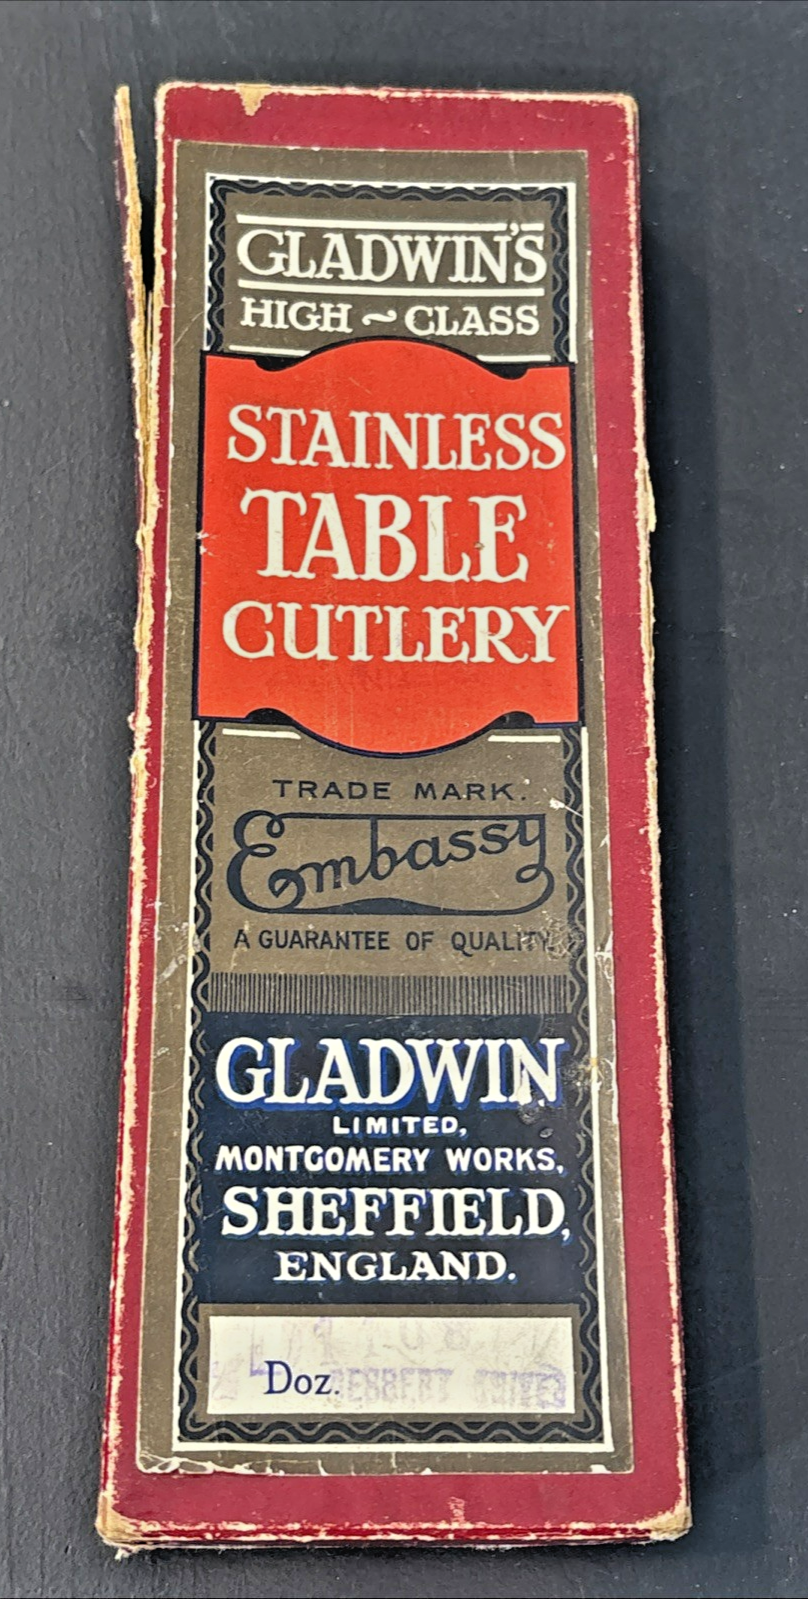 GLADWIN'S
HIGH ~ CLASS
STAINLESS
TABLE
CUTLERY
TRADE MARK.
Embassy
A GUARANTEE OF QUALITY.
GLADWIN
LIMITED,
MONTGOMERY WORKS,
SHEFFIELD,
ENGLAND.
Doz. DESSERT KNIVES